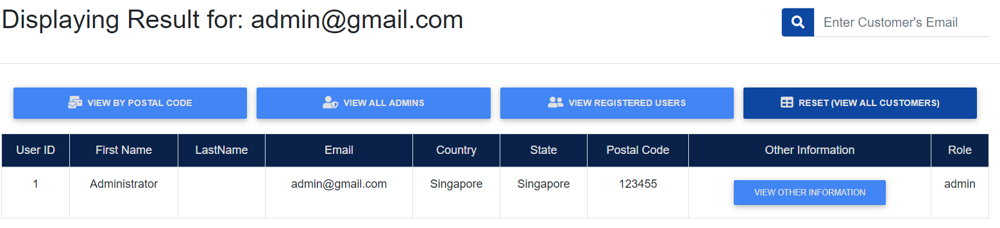 Displaying Result for: admin@gmail.com
Enter Customer's Email
VIEW BY POSTAL CODE
VIEW ALL ADMINS
VIEW REGISTERED USERS
RESET (VIEW ALL CUSTOMERS)
User ID First Name LastName Email Country State Postal Code Other Information Role
1 Administrator admin@gmail.com Singapore Singapore 123455 VIEW OTHER INFORMATION admin